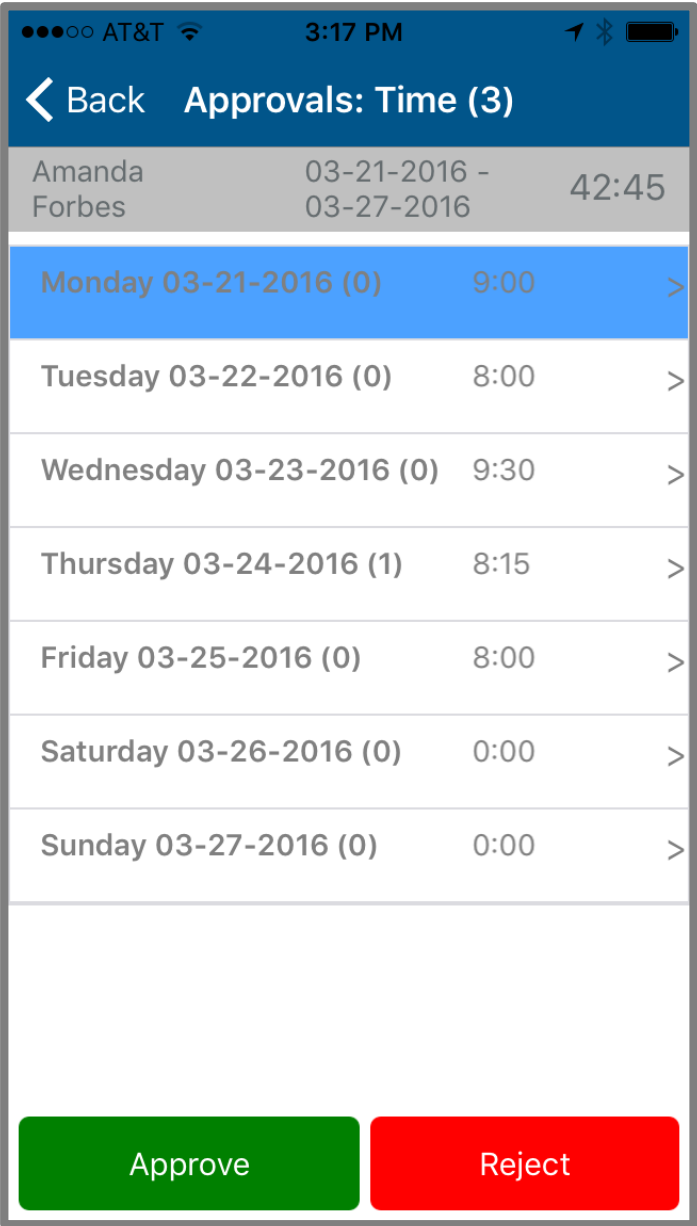 AT&T 3:17 PM
Back Approvals: Time (3)
Amanda 03-21-2016 - 42:45
Forbes 03-27-2016
Monday 03-21-2016 (0) 9:00 >
Tuesday 03-22-2016 (0) 8:00 >
Wednesday 03-23-2016 (0) 9:30 >
Thursday 03-24-2016 (1) 8:15 >
Friday 03-25-2016 (0) 8:00 >
Saturday 03-26-2016 (0) 0:00 >
Sunday 03-27-2016 (0) 0:00 >
Approve Reject